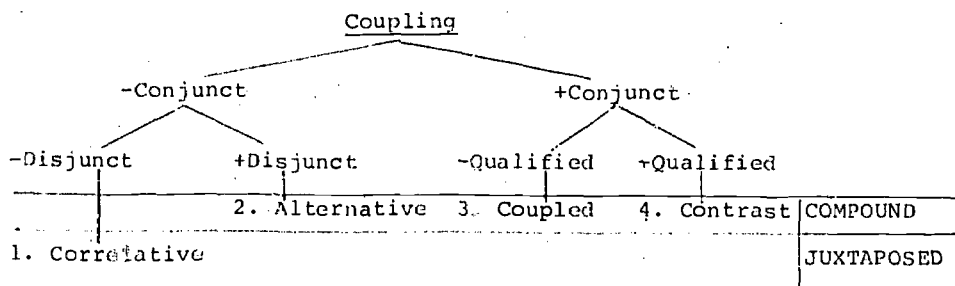 Coupling
-Conjunct +Conjunct
-Disjunct +Disjunct -Qualified +Qualified
2. Alternative 3. Coupled 4. Contrast COMPOUND
1. Correlative JUXTAPOSED